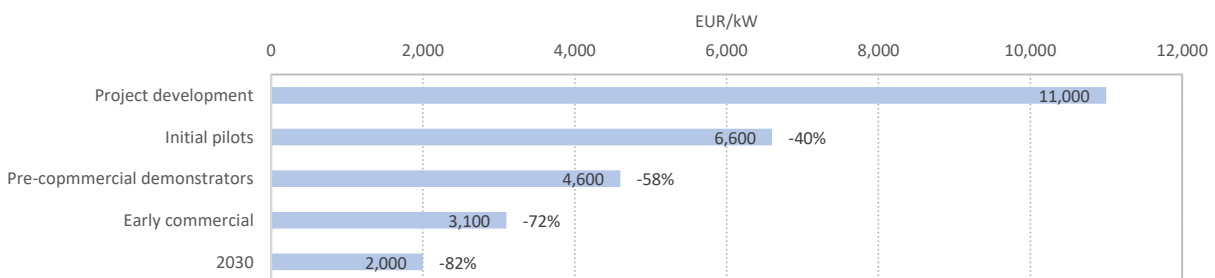 EUR/kW
0 2,000 4,000 6,000 8,000 10,000 12,000
Project development 11,000
Initial pilots 6,600 -40%
Pre-copmmercial demonstrators 4,600 -58%
Early commercial 3,100 -72%
2030 2,000 -82%